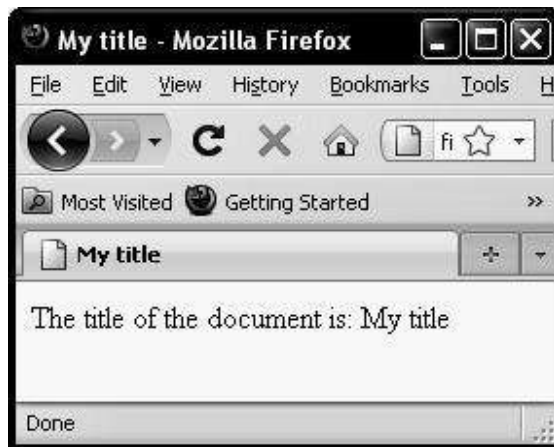 My title - Mozilla Firefox
File Edit View History Bookmarks Tools H
fi
Most Visited Getting Started »
My title
The title of the document is: My title
Done